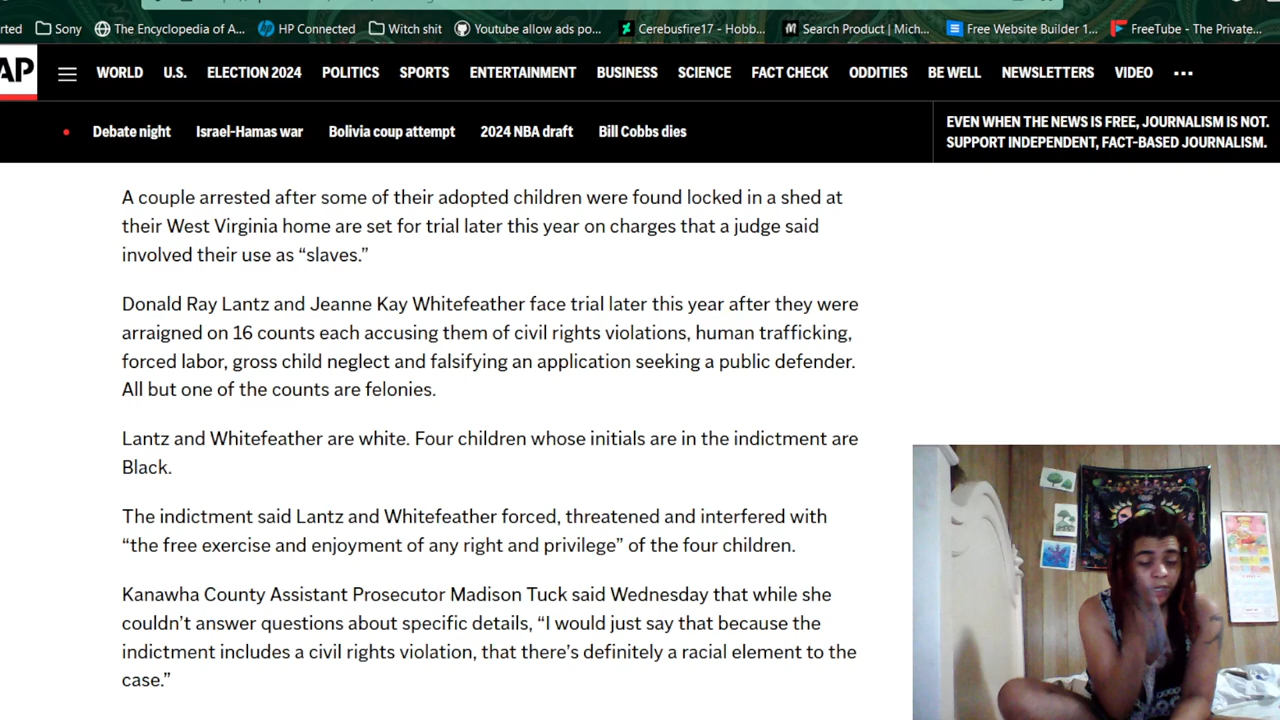 rted Sony The Encyclopedia of A... HP Connected Witch shit Youtube allow ads po... Cerebusfire17 - Hobb... Search Product | Mich... Free Website Builder 1... FreeTube - The Private...
AP WORLD U.S. ELECTION 2024 POLITICS SPORTS ENTERTAINMENT BUSINESS SCIENCE FACT CHECK ODDITIES BE WELL NEWSLETTERS VIDEO ...
Debate night Israel-Hamas war Bolivia coup attempt 2024 NBA draft Bill Cobbs dies
EVEN WHEN THE NEWS IS FREE, JOURNALISM IS NOT.
SUPPORT INDEPENDENT, FACT-BASED JOURNALISM.
A couple arrested after some of their adopted children were found locked in a shed at
their West Virginia home are set for trial later this year on charges that a judge said
involved their use as “slaves.”
Donald Ray Lantz and Jeanne Kay Whitefeather face trial later this year after they were
arraigned on 16 counts each accusing them of civil rights violations, human trafficking,
forced labor, gross child neglect and falsifying an application seeking a public defender.
All but one of the counts are felonies.
Lantz and Whitefeather are white. Four children whose initials are in the indictment are
Black.
The indictment said Lantz and Whitefeather forced, threatened and interfered with
“the free exercise and enjoyment of any right and privilege” of the four children.
Kanawha County Assistant Prosecutor Madison Tuck said Wednesday that while she
couldn’t answer questions about specific details, “I would just say that because the
indictment includes a civil rights violation, that there’s definitely a racial element to the
case.”